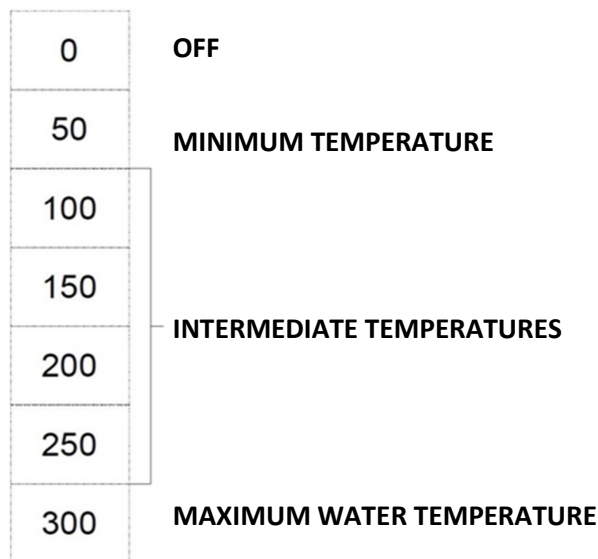 0 OFF
50 MINIMUM TEMPERATURE
100
150
INTERMEDIATE TEMPERATURES
200
250
300 MAXIMUM WATER TEMPERATURE